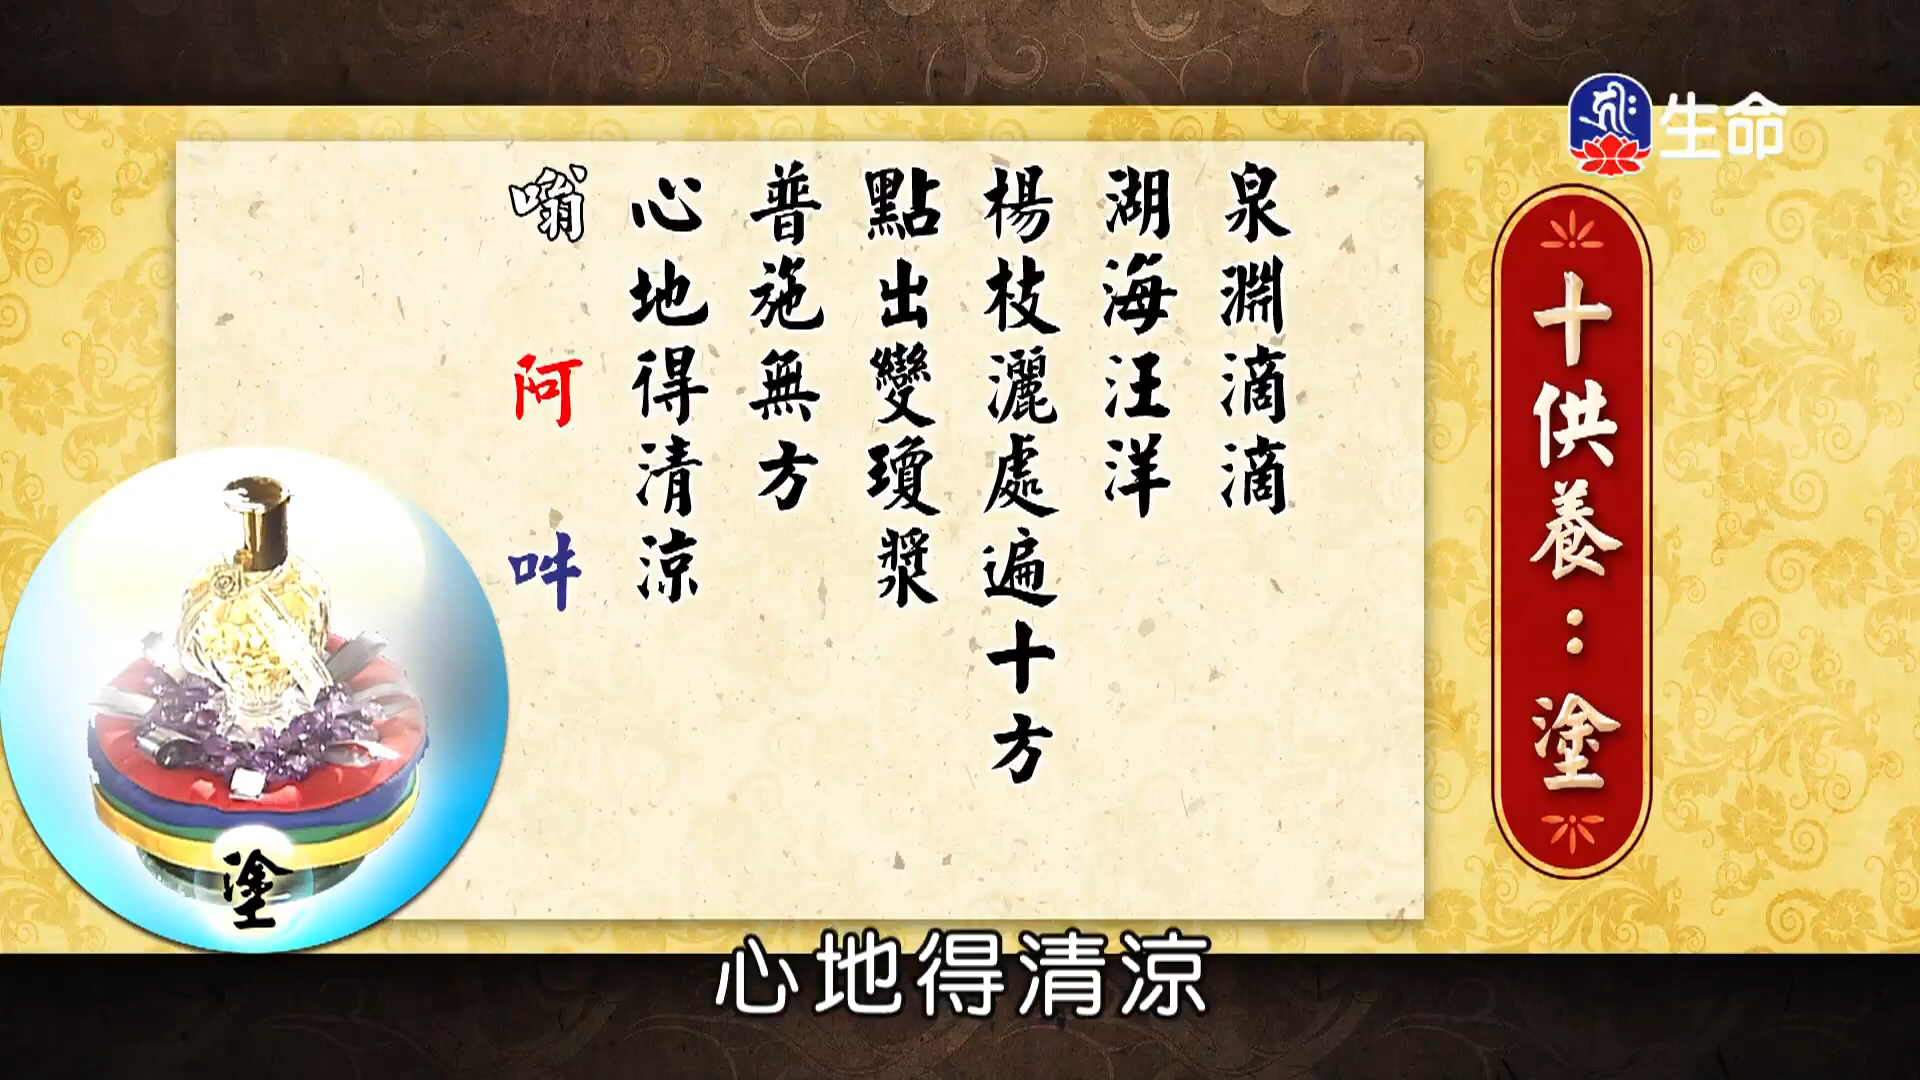 生命
十供養：塗
泉淵滴滴
湖海汪洋
楊枝灑處遍十方
點出變瓊漿
普施無方
心地得清涼
嗡 阿 吽
塗
心地得清涼